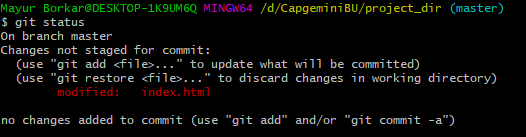 Mayur Borkar@DESKTOP-1K9UM6Q MINGW64 /d/CapgeminiBU/project_dir (master)
$ git status
On branch master
Changes not staged for commit:
  (use "git add <file>..." to update what will be committed)
  (use "git restore <file>..." to discard changes in working directory)
        modified:   index.html

no changes added to commit (use "git add" and/or "git commit -a")